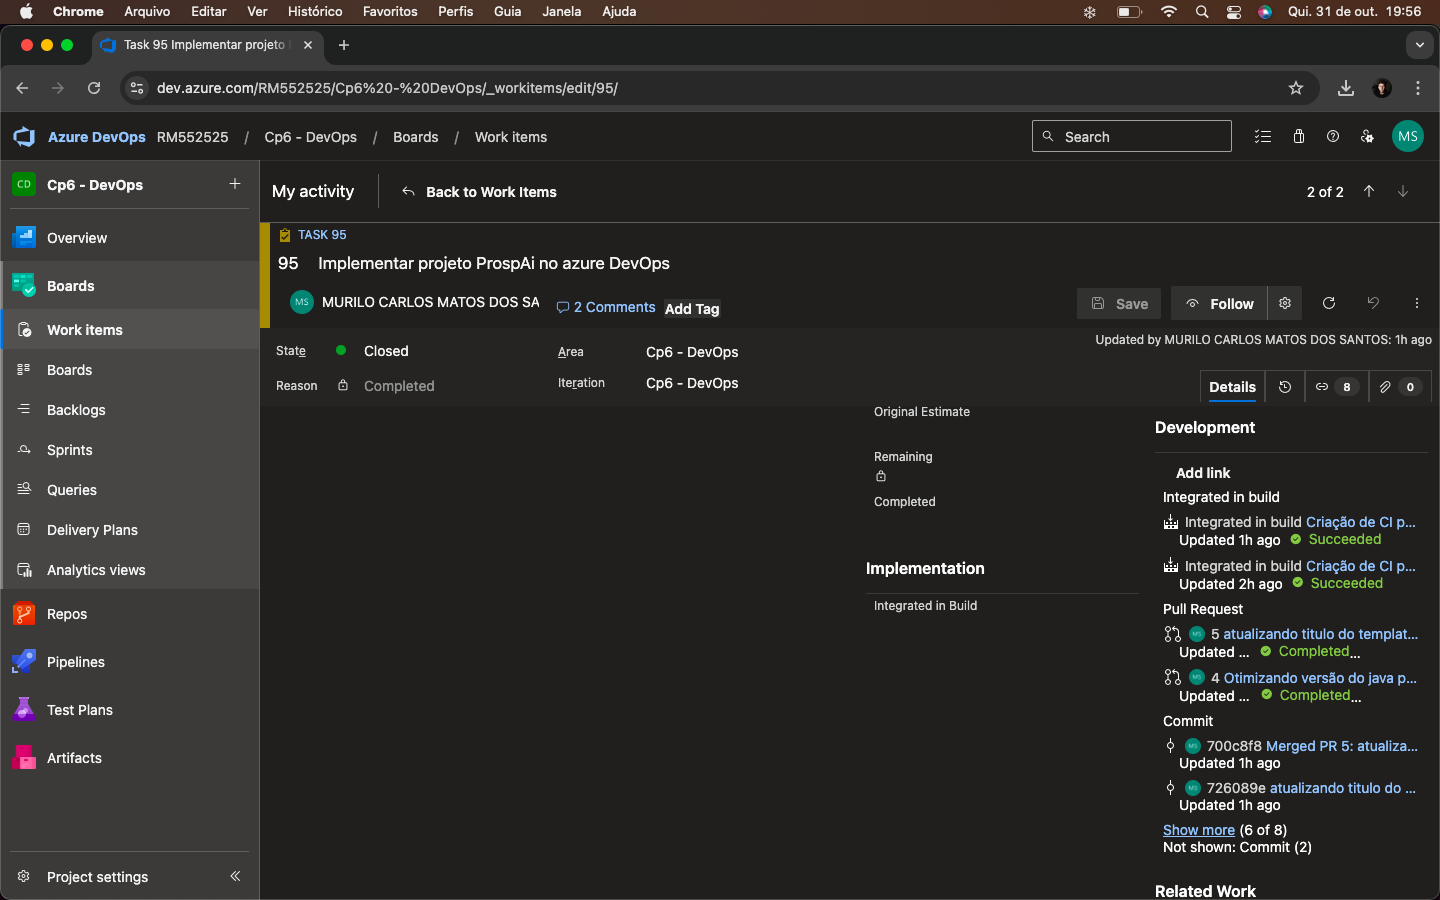 Chrome Arquivo Editar Ver Histórico Favoritos Perfis Guia Janela Ajuda Qui. 31 de out. 19:56
Task 95 Implementar projeto
dev.azure.com/RM552525/Cp6%20-%20DevOps/_workitems/edit/95/
Azure DevOps RM552525 / Cp6 - DevOps / Boards / Work items Search MS
CD Cp6 - DevOps
Overview
Boards
Work items
Boards
Backlogs
Sprints
Queries
Delivery Plans
Analytics views
Repos
Pipelines
Test Plans
Artifacts
Project settings
My activity Back to Work Items 2 of 2
TASK 95
95 Implementar projeto ProspAi no azure DevOps
MS MURILO CARLOS MATOS DOS SA 2 Comments Add Tag Save Follow
Updated by MURILO CARLOS MATOS DOS SANTOS: 1h ago
State Closed Area Cp6 - DevOps
Reason Completed Iteration Cp6 - DevOps
Details 8 0
Original Estimate
Remaining
Completed
Implementation
Integrated in Build
Development
Add link
Integrated in build
Integrated in build Criação de CI p...
Updated 1h ago Succeeded
Integrated in build Criação de CI p...
Updated 2h ago Succeeded
Pull Request
MS 5 atualizando titulo do templat...
Updated ... Completed...
MS 4 Otimizando versão do java p...
Updated ... Completed...
Commit
MS 700c8f8 Merged PR 5: atualiza...
Updated 1h ago
MS 726089e atualizando titulo do ...
Updated 1h ago
Show more (6 of 8)
Not shown: Commit (2)
Related Work